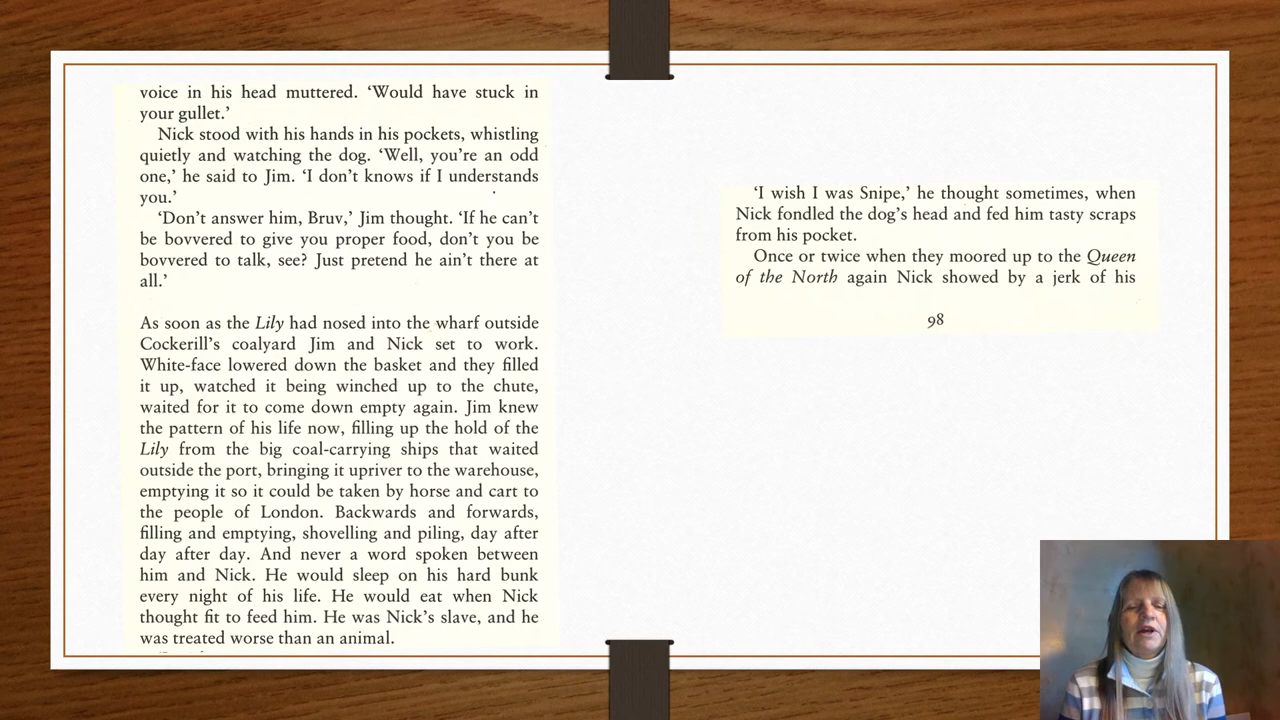 voice in his head muttered. ‘Would have stuck in
your gullet.’
Nick stood with his hands in his pockets, whistling
quietly and watching the dog. ‘Well, you’re an odd
one,’ he said to Jim. ‘I don’t knows if I understands
you.’
‘Don’t answer him, Bruv,’ Jim thought. ‘If he can’t
be bovvered to give you proper food, don’t you be
bovvered to talk, see? Just pretend he ain’t there at
all.’
As soon as the Lily had nosed into the wharf outside
Cockerill’s coalyard Jim and Nick set to work.
White-face lowered down the basket and they filled
it up, watched it being winched up to the chute,
waited for it to come down empty again. Jim knew
the pattern of his life now, filling up the hold of the
Lily from the big coal-carrying ships that waited
outside the port, bringing it upriver to the warehouse,
emptying it so it could be taken by horse and cart to
the people of London. Backwards and forwards,
filling and emptying, shovelling and piling, day after
day after day. And never a word spoken between
him and Nick. He would sleep on his hard bunk
every night of his life. He would eat when Nick
thought fit to feed him. He was Nick’s slave, and he
was treated worse than an animal.
‘I wish I was Snipe,’ he thought sometimes, when
Nick fondled the dog’s head and fed him tasty scraps
from his pocket.
Once or twice when they moored up to the Queen
of the North again Nick showed by a jerk of his
98